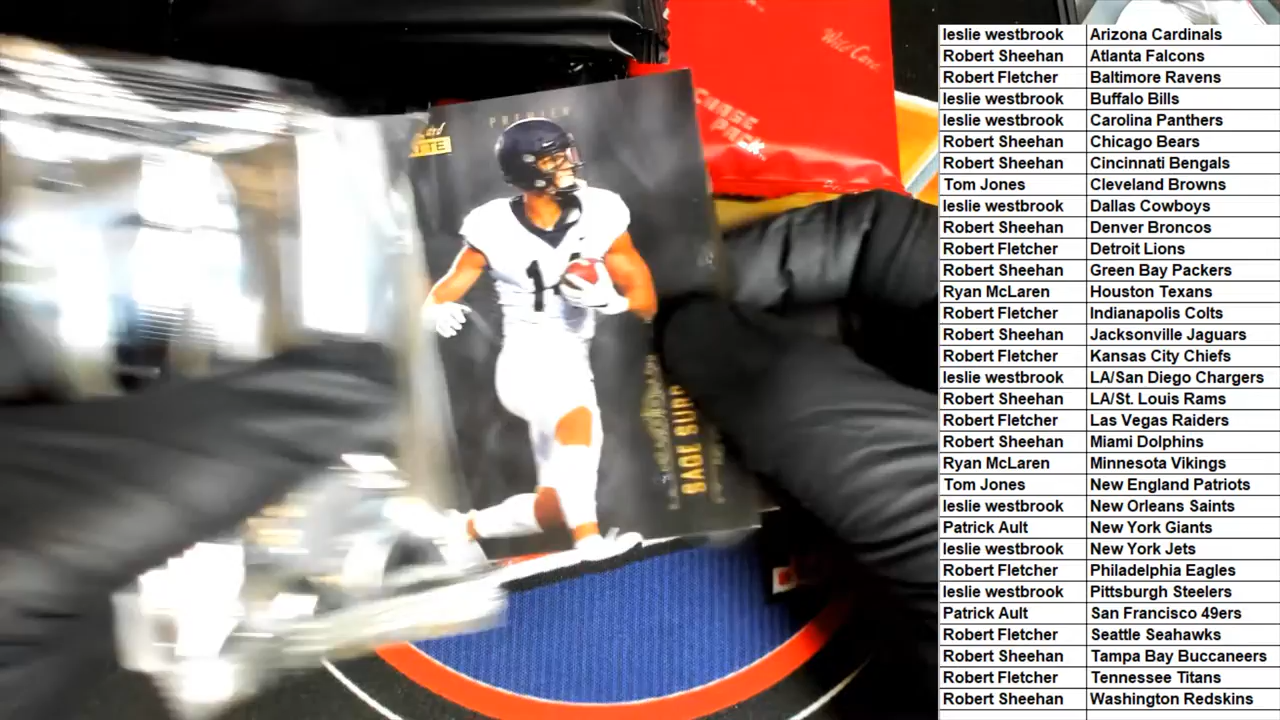 leslie westbrook Arizona Cardinals
Robert Sheehan Atlanta Falcons
Robert Fletcher Baltimore Ravens
leslie westbrook Buffalo Bills
leslie westbrook Carolina Panthers
Robert Sheehan Chicago Bears
Robert Sheehan Cincinnati Bengals
Tom Jones Cleveland Browns
leslie westbrook Dallas Cowboys
Robert Sheehan Denver Broncos
Robert Fletcher Detroit Lions
Robert Sheehan Green Bay Packers
Ryan McLaren Houston Texans
Robert Fletcher Indianapolis Colts
Robert Sheehan Jacksonville Jaguars
Robert Fletcher Kansas City Chiefs
leslie westbrook LA/San Diego Chargers
Robert Sheehan LA/St. Louis Rams
Robert Fletcher Las Vegas Raiders
Robert Sheehan Miami Dolphins
Ryan McLaren Minnesota Vikings
Tom Jones New England Patriots
leslie westbrook New Orleans Saints
Patrick Ault New York Giants
leslie westbrook New York Jets
Robert Fletcher Philadelphia Eagles
leslie westbrook Pittsburgh Steelers
Patrick Ault San Francisco 49ers
Robert Fletcher Seattle Seahawks
Robert Sheehan Tampa Bay Buccaneers
Robert Fletcher Tennessee Titans
Robert Sheehan Washington Redskins
Wild Card
PACK
SAGE